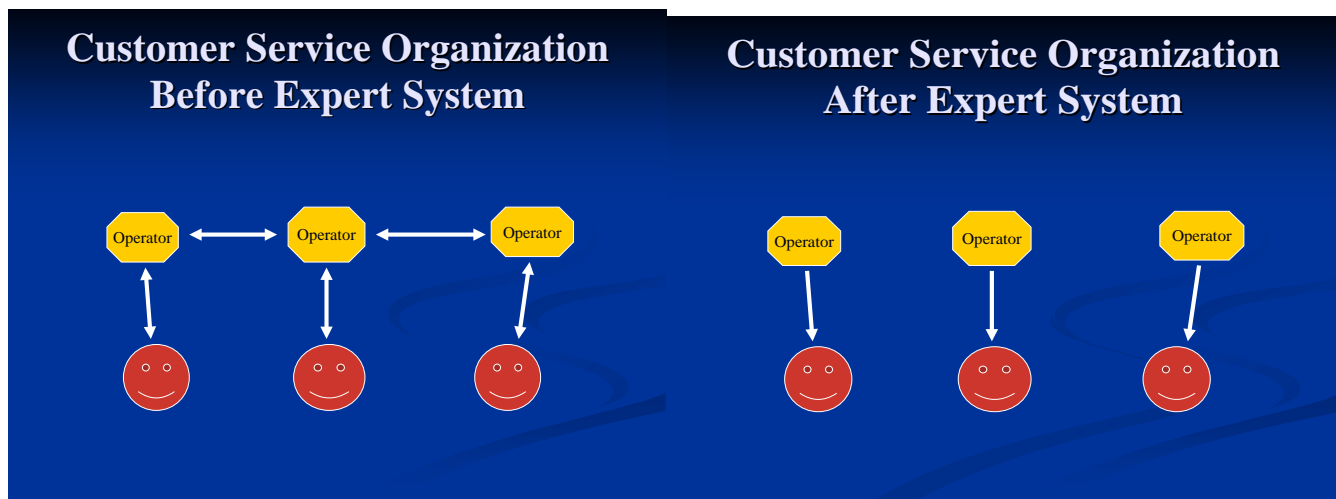 Customer Service Organization
Before Expert System
Operator
Operator
Operator
Customer Service Organization
After Expert System
Operator
Operator
Operator